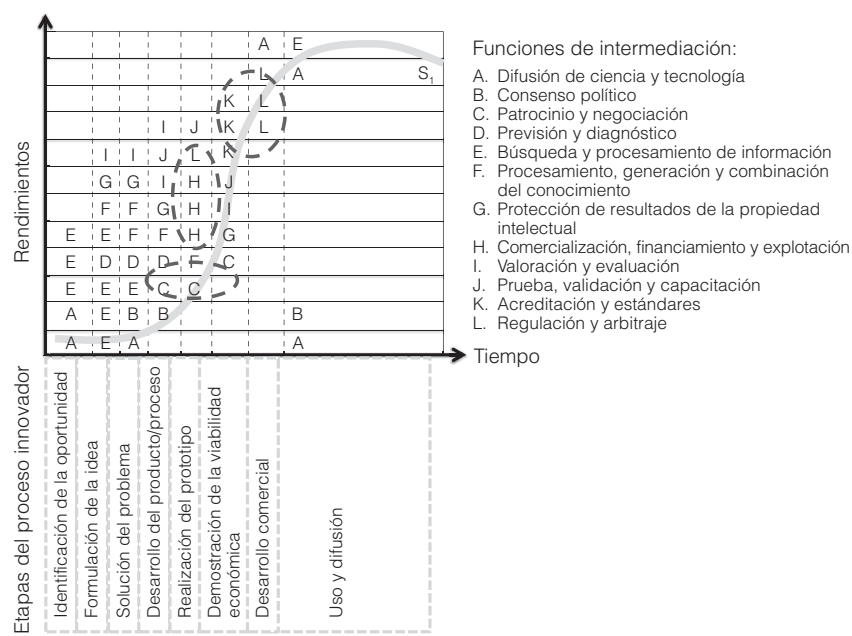 A E
L A S1
K L
I J K L
I I J L K
G G I H J
F F G H I
E E F F H G
E D D D F C
E E E C C
A E B B B
A E A A
Rendimientos
Tiempo
Etapas del proceso innovador
Identificación de la oportunidad
Formulación de la idea
Solución del problema
Desarrollo del producto/proceso
Realización del prototipo
Demostración de la viabilidad
económica
Desarrollo comercial
Uso y difusión
Funciones de intermediación:
A. Difusión de ciencia y tecnología
B. Consenso político
C. Patrocinio y negociación
D. Previsión y diagnóstico
E. Búsqueda y procesamiento de información
F. Procesamiento, generación y combinación
del conocimiento
G. Protección de resultados de la propiedad
intelectual
H. Comercialización, financiamiento y explotación
I. Valoración y evaluación
J. Prueba, validación y capacitación
K. Acreditación y estándares
L. Regulación y arbitraje